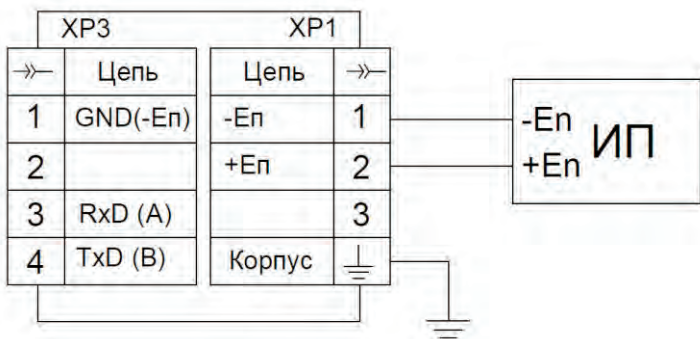 XP3 XP1
Цепь Цепь
1 GND(-Еп) -Еп 1
2 +Еп 2
3 RxD (A) 3
4 TxD (B) Корпус
-En
+En
ИП